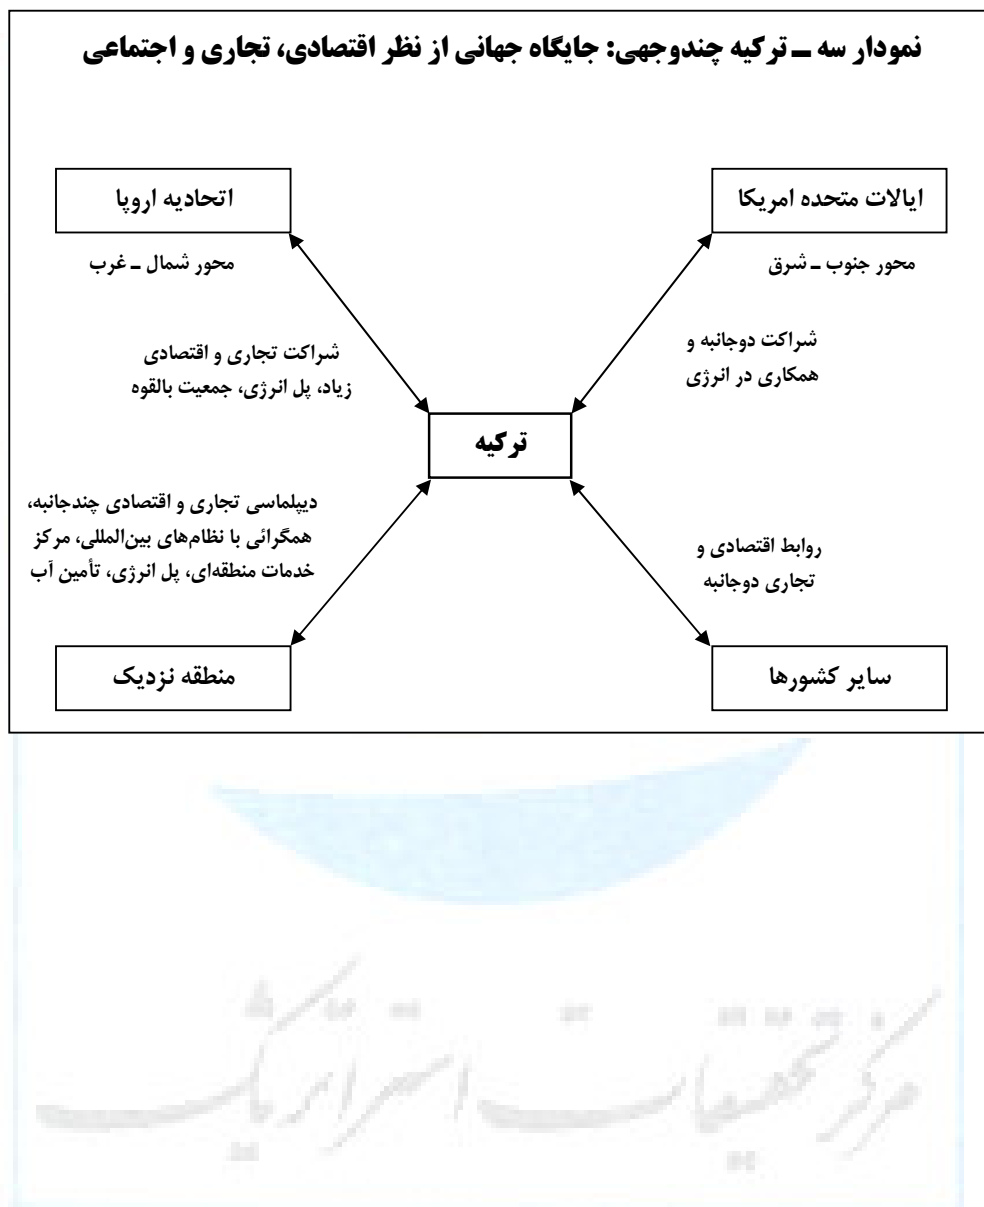 نمودار سه ـ ترکیه چندوجهی: جایگاه جهانی از نظر اقتصادی، تجاری و اجتماعی
ایالات متحده امریکا
اتحادیه اروپا
محور جنوب ـ شرق
محور شمال ـ غرب
شراکت دوجانبه و
همکاری در انرژی
شراکت تجاری و اقتصادی
زیاد، پل انرژی، جمعیت بالقوه
ترکیه
روابط اقتصادی و
تجاری دوجانبه
دیپلماسی تجاری و اقتصادی چندجانبه،
همگرائی با نظام‌های بین‌المللی، مرکز
خدمات منطقه‌ای، پل انرژی، تأمین آب
سایر کشورها
منطقه نزدیک
مرکز تحقیقات استراتژیک